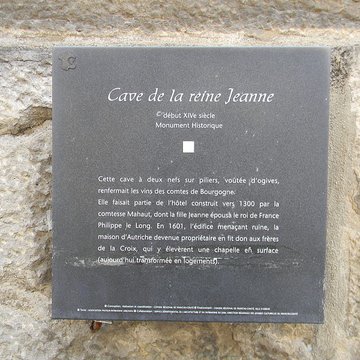 Cave de la reine Jeanne
début XIVe siècle
Monument Historique
Cette cave à deux nefs sur piliers, voûtée d'ogives,
renfermait les vins des comtes de Bourgogne.
Elle faisait partie de l'hôtel construit vers 1300 par la
comtesse Mahaut, dont la fille Jeanne épousa le roi de France
Philippe le Long. En 1601, l'édifice menaçant ruine, la
maison d'Autriche devenue propriétaire en fit don aux frères
de la Croix, qui y élevèrent une chapelle en surface
(aujourd'hui transformée en logements).